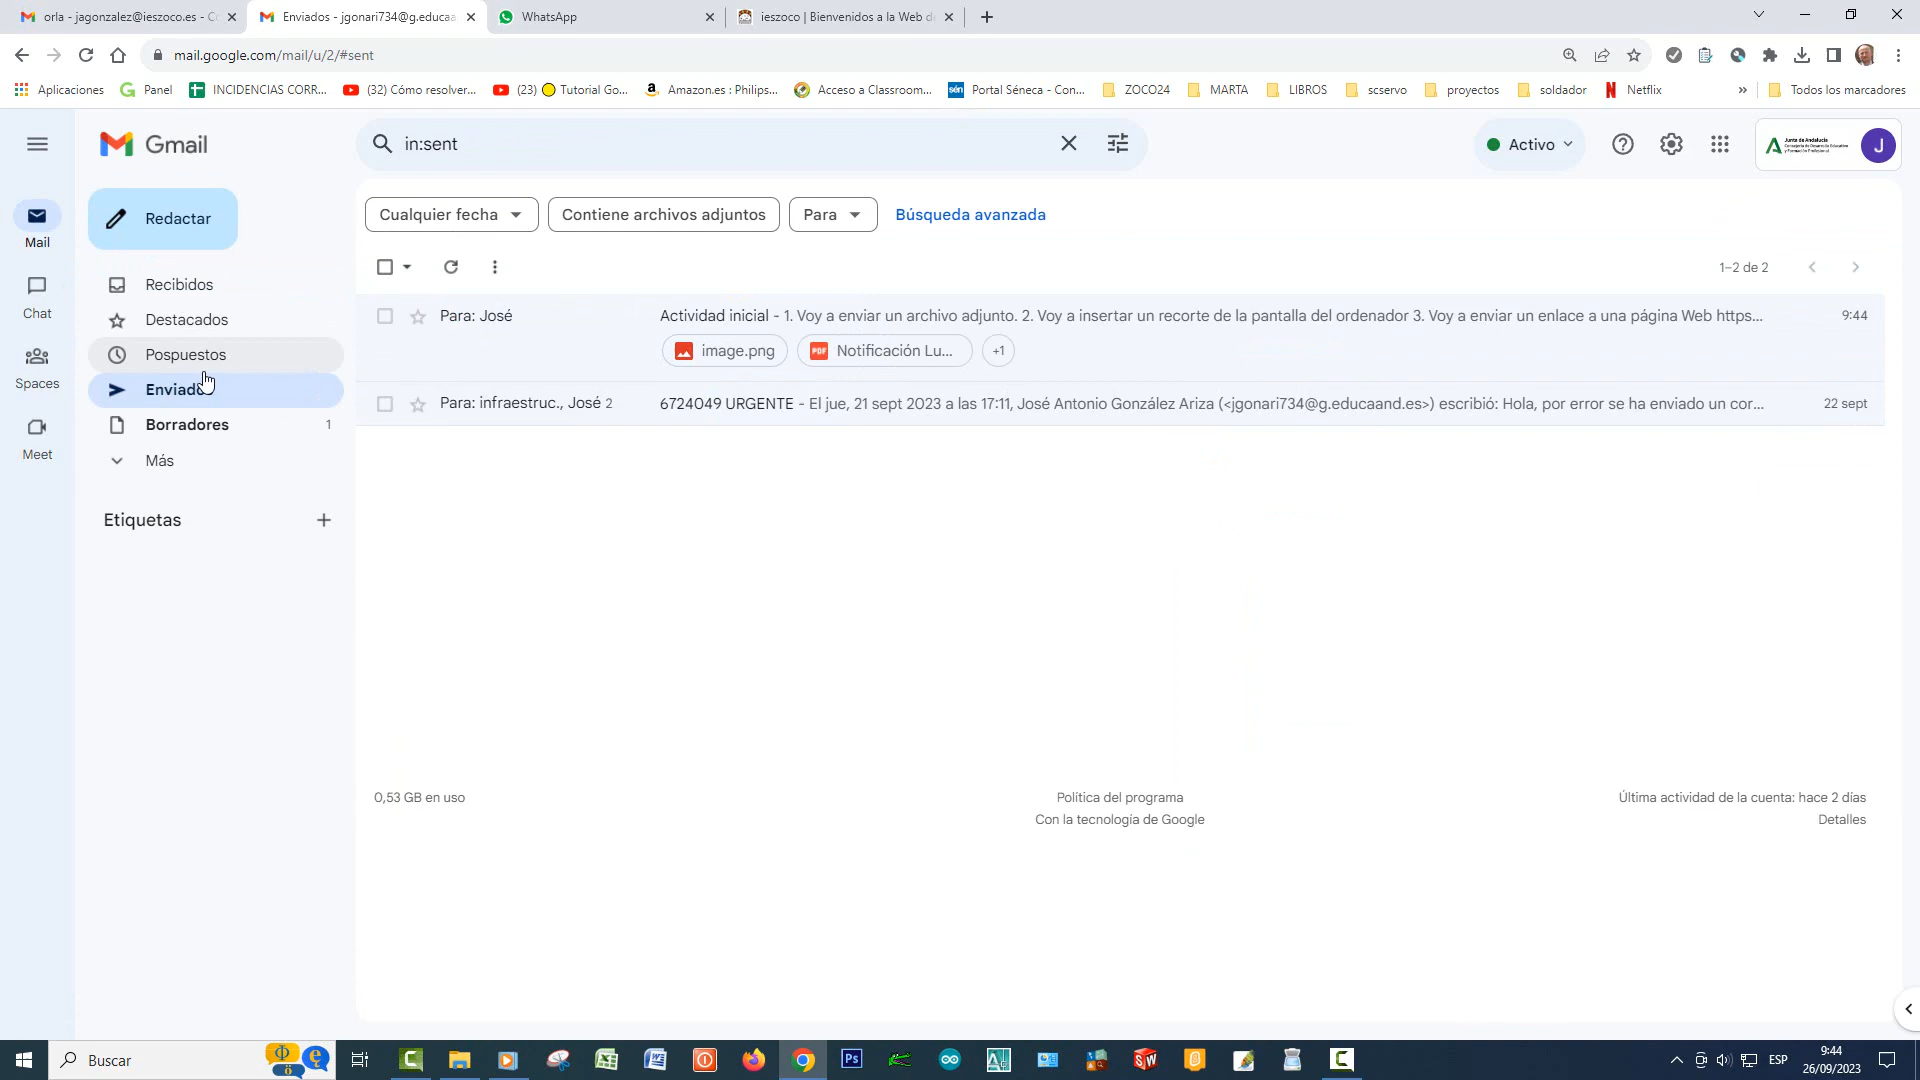 orla - jagonzalez@ieszoco.es - Co
Enviados - jgonari734@g.educaa
WhatsApp
ieszoco | Bienvenidos a la Web d
mail.google.com/mail/u/2/#sent
Aplicaciones
Panel
INCIDENCIAS CORR...
(32) Cómo resolver...
(23)
Tutorial Go...
Amazon.es : Philips...
Acceso a Classroom...
Portal Séneca - Con...
ZOCO24
MARTA
LIBROS
scservo
proyectos
soldador
Netflix
»
Todos los marcadores
Gmail
in:sent
Activo
Junta de Andalucía
J
Redactar
Cualquier fecha
Contiene archivos adjuntos
Para
Búsqueda avanzada
Mail
Chat
Spaces
Meet
Recibidos
Destacados
Pospuestos
Enviados
Borradores 1
Más
Etiquetas
1–2 de 2
Para: José
Actividad inicial - 1. Voy a enviar un archivo adjunto. 2. Voy a insertar un recorte de la pantalla del ordenador 3. Voy a enviar un enlace a una página Web https...
9:44
image.png
PDF Notificación Lu...
+1
Para: infraestruc., José 2
6724049 URGENTE - El jue, 21 sept 2023 a las 17:11, José Antonio González Ariza (<jgonari734@g.educaand.es>) escribió: Hola, por error se ha enviado un cor...
22 sept
0,53 GB en uso
Política del programa
Con la tecnología de Google
Última actividad de la cuenta: hace 2 días
Detalles
Buscar
ESP
9:44
26/09/2023